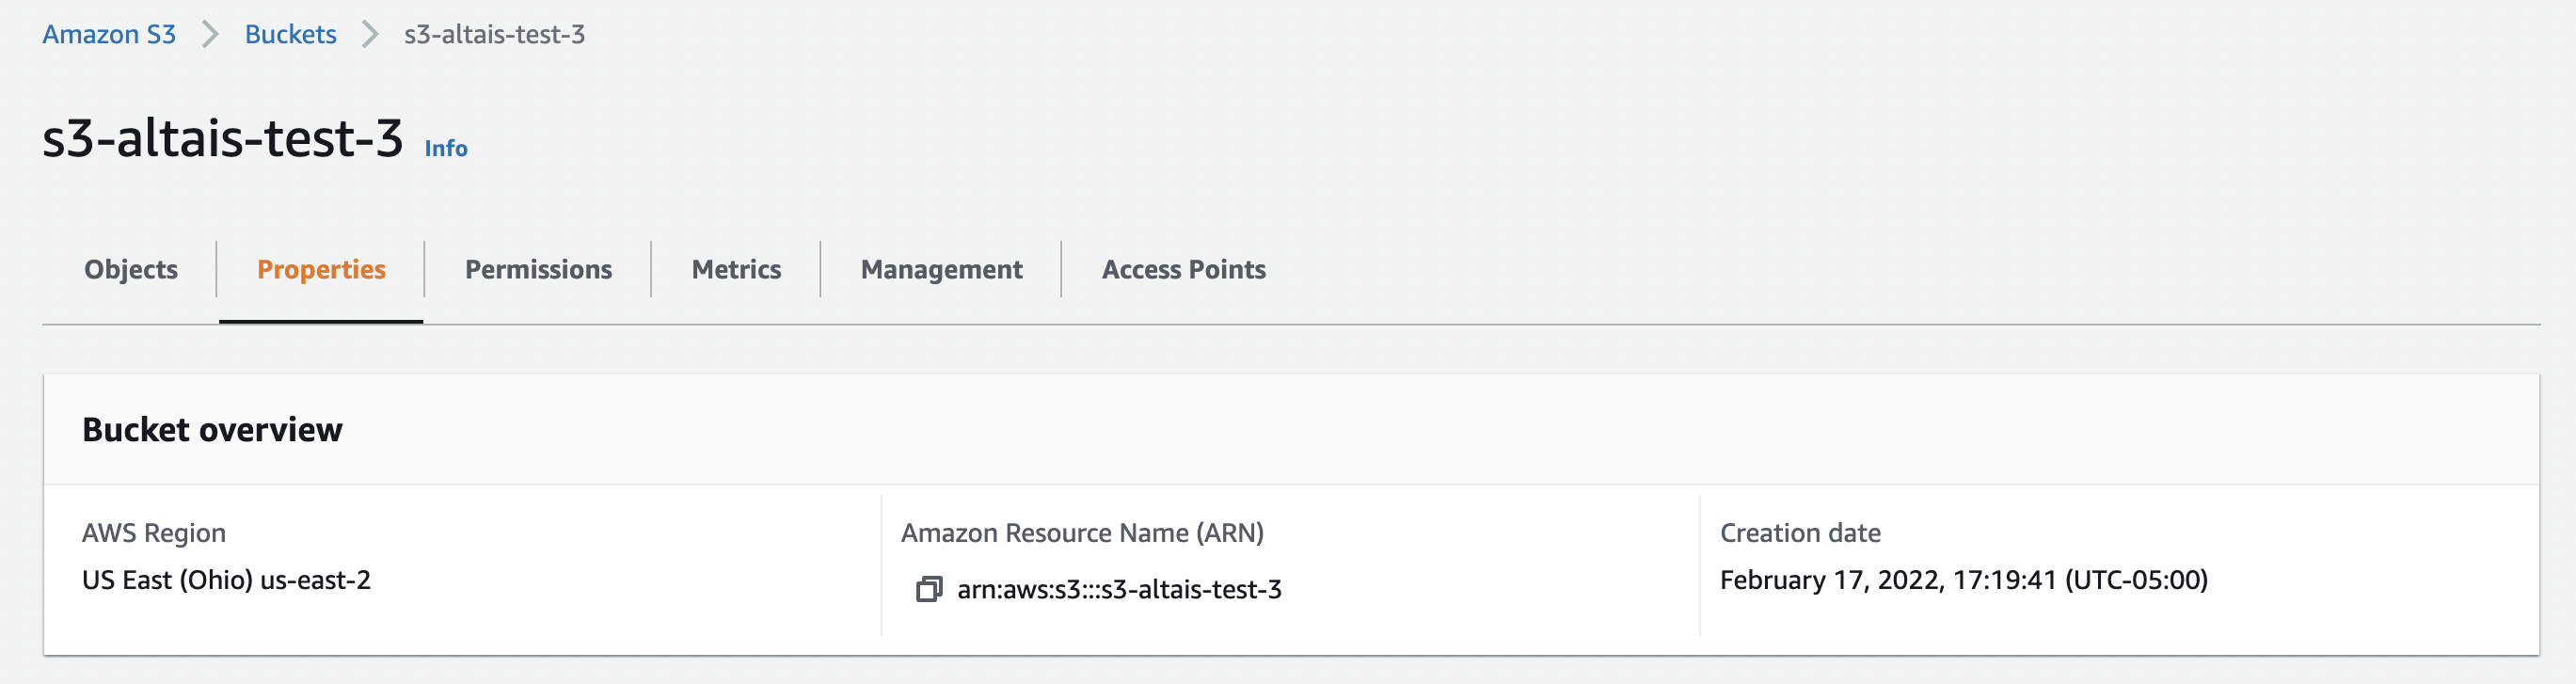 Amazon S3 > Buckets > s3-altais-test-3
s3-altais-test-3 Info
Objects Properties Permissions Metrics Management Access Points
Bucket overview
AWS Region Amazon Resource Name (ARN) Creation date
US East (Ohio) us-east-2 arn:aws:s3:::s3-altais-test-3 February 17, 2022, 17:19:41 (UTC-05:00)